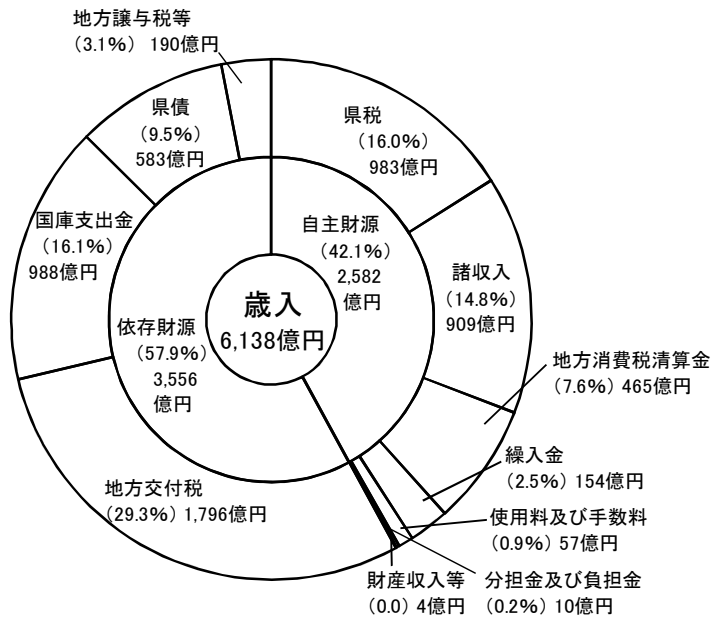 地方譲与税等
（3.1%） 190億円
県債
（9.5%）
583億円
県税
（16.0%）
983億円
国庫支出金
（16.1%）
988億円
自主財源
（42.1%）
2,582
億円
諸収入
（14.8%）
909億円
歳入
6,138億円
依存財源
（57.9%）
3,556
億円
地方消費税清算金
（7.6%） 465億円
繰入金
（2.5%） 154億円
地方交付税
（29.3%） 1,796億円
使用料及び手数料
（0.9%） 57億円
財産収入等
（0.0） 4億円
分担金及び負担金
（0.2%） 10億円